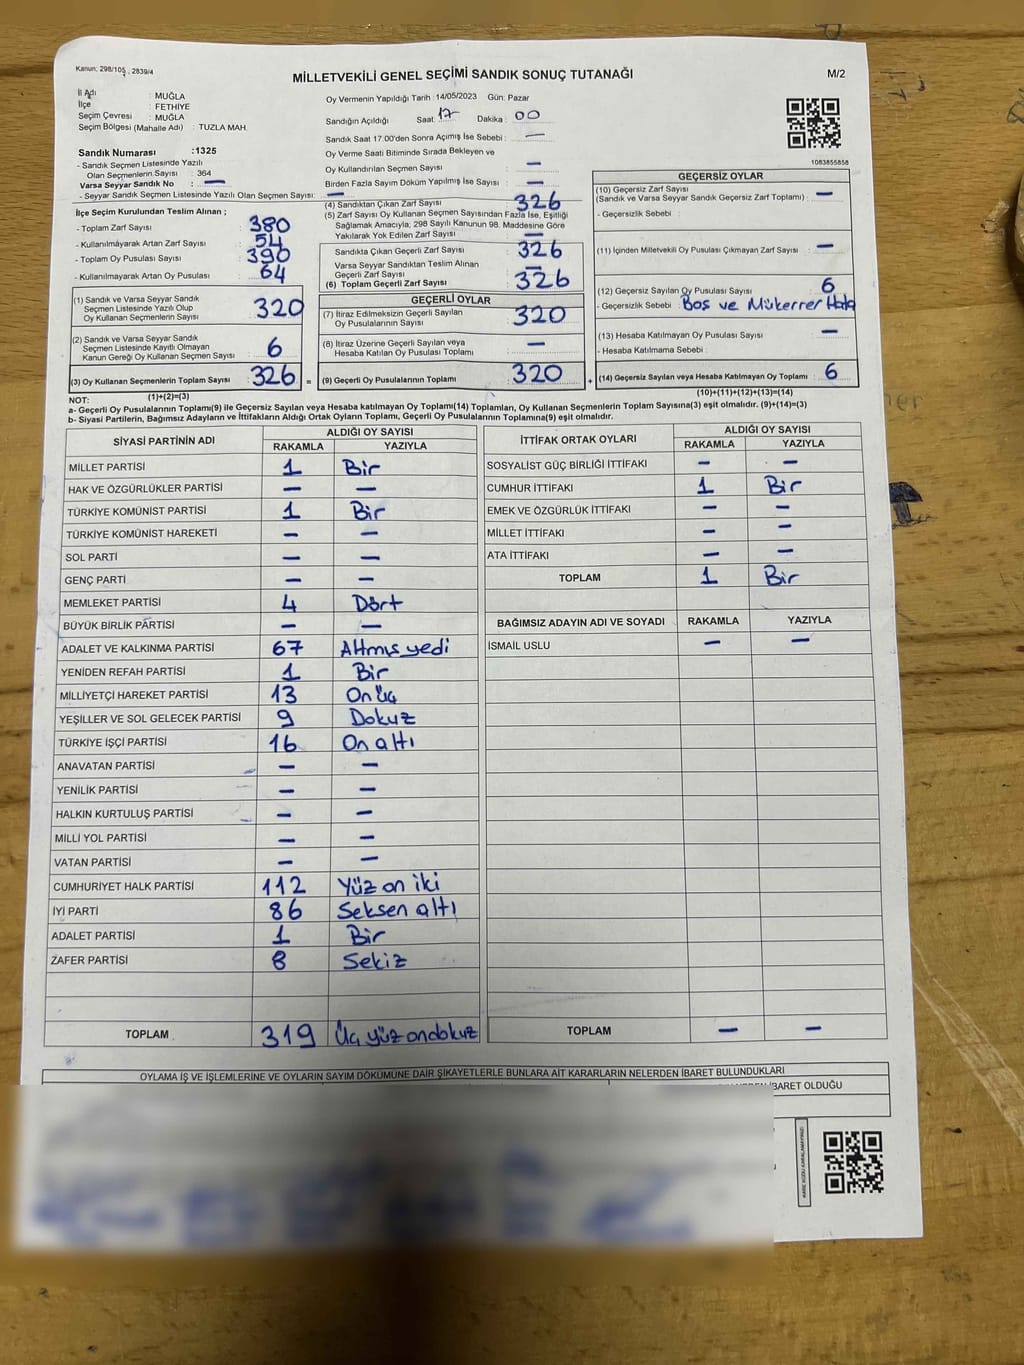 Kanun: 298/105, 2839/4
MİLLETVEKİLİ GENEL SEÇİMİ SANDIK SONUÇ TUTANAĞI
M/2
İl Adı : MUĞLA
İlçe : FETHİYE
Seçim Çevresi : MUĞLA
Seçim Bölgesi (Mahalle Adı) : TUZLA MAH.
Sandık Numarası :1325
- Sandık Seçmen Listesinde Yazılı
Olan Seçmenlerin Sayısı : 364
Varsa Seyyar Sandık No : —
- Seyyar Sandık Listesinde Yazılı Olan Seçmen Sayısı: —
İlçe Seçim Kurulundan Teslim Alınan ;
- Toplam Zarf Sayısı : 380
- Kullanılmayarak Artan Zarf Sayısı : 54
- Toplam Oy Pusulası Sayısı : 390
- Kullanılmayarak Artan Oy Pusulası : 64
(1) Sandık ve Varsa Seyyar Sandık
Seçmen Listesinde Yazılı Olup
Oy Kullanan Seçmenlerin Sayısı 320
(2) Sandık ve Varsa Seyyar Sandık
Seçmen Listesinde Kayıtlı Olmayan
Kanun Gereği Oy Kullanan Seçmen Sayısı 6
(3) Oy Kullanan Seçmenlerin Toplam Sayısı 326 =
(1)+(2)=(3)
Oy Vermenin Yapıldığı Tarih : 14/05/2023 Gün: Pazar
Sandığın Açıldığı Saat: 17 Dakika : 00
Sandık Saat 17.00'den Sonra Açımış İse Sebebi : —
Oy Verme Saati Bitiminde Sırada Bekleyen ve
Oy Kullandırılan Seçmen Sayısı : —
Birden Fazla Sayım Döküm Yapılmış İse Sayısı : —
(4) Sandıktan Çıkan Zarf Sayısı : 326
(5) Zarf Sayısı Oy Kullanan Seçmen Sayısından Fazla İse, Eşitliği
Sağlamak Amacıyla; 298 Sayılı Kanunun 98. Maddesine Göre
Yakılarak Yok Edilen Zarf Sayısı : —
Sandıkta Çıkan Geçerli Zarf Sayısı : 326
Varsa Seyyar Sandıktan Teslim Alınan
Geçerli Zarf Sayısı : —
(6) Toplam Geçerli Zarf Sayısı : 326
GEÇERLİ OYLAR
(7) İtiraz Edilmeksizin Geçerli Sayılan
Oy Pusulalarının Sayısı : 320
(8) İtiraz Üzerine Geçerli Sayılan veya
Hesaba Katılan Oy Pusulası Toplamı : —
(9) Geçerli Oy Pusulalarının Toplamı 320 +
1083855858
GEÇERSİZ OYLAR
(10) Geçersiz Zarf Sayısı
(Sandık ve Varsa Seyyar Sandık Geçersiz Zarf Toplamı) : —
- Geçersizlik Sebebi :
(11) İçinden Milletvekili Oy Pusulası Çıkmayan Zarf Sayısı : —
(12) Geçersiz Sayılan Oy Pusulası Sayısı : 6
- Geçersizlik Sebebi : Boş ve Mükerrer
(13) Hesaba Katılmayan Oy Pusulası Sayısı : —
- Hesaba Katılmama Sebebi :
(14) Geçersiz Sayılan veya Hesaba Katılmayan Oy Toplamı : 6
(10)+(11)+(12)+(13)=(14)
NOT:
a- Geçerli Oy Pusulalarının Toplamı(9) ile Geçersiz Sayılan veya Hesaba katılmayan Oy Toplamı(14) Toplamları, Oy Kullanan Seçmenlerin Toplam Sayısına(3) eşit olmalıdır. (9)+(14)=(3)
b- Siyasi Partilerin, Bağımsız Adayların ve İttifakların Aldığı Ortak Oyların Toplamı, Geçerli Oy Pusulalarının Toplamına(9) eşit olmalıdır.
SİYASİ PARTİNİN ADI ALDIĞI OY SAYISI
RAKAMLA YAZIYLA
MİLLET PARTİSİ 1 Bir
HAK VE ÖZGÜRLÜKLER PARTİSİ — —
TÜRKİYE KOMÜNİST PARTİSİ 1 Bir
TÜRKİYE KOMÜNİST HAREKETİ — —
SOL PARTİ — —
GENÇ PARTİ — —
MEMLEKET PARTİSİ 4 Dört
BÜYÜK BİRLİK PARTİSİ — —
ADALET VE KALKINMA PARTİSİ 67 Altmış yedi
YENİDEN REFAH PARTİSİ 1 Bir
MİLLİYETÇİ HAREKET PARTİSİ 13 On üç
YEŞİLLER VE SOL GELECEK PARTİSİ 9 Dokuz
TÜRKİYE İŞÇİ PARTİSİ 16 On altı
ANAVATAN PARTİSİ — —
YENİLİK PARTİSİ — —
HALKIN KURTULUŞ PARTİSİ — —
MİLLİ YOL PARTİSİ — —
VATAN PARTİSİ — —
CUMHURİYET HALK PARTİSİ 112 Yüz on iki
İYİ PARTİ 86 Seksen altı
ADALET PARTİSİ 1 Bir
ZAFER PARTİSİ 8 Sekiz
TOPLAM 319 Üç yüz ondokuz
İTTİFAK ORTAK OYLARI ALDIĞI OY SAYISI
RAKAMLA YAZIYLA
SOSYALİST GÜÇ BİRLİĞİ İTTİFAKI — —
CUMHUR İTTİFAKI 1 Bir
EMEK VE ÖZGÜRLÜK İTTİFAKI — —
MİLLET İTTİFAKI — —
ATA İTTİFAKI — —
TOPLAM 1 Bir
BAĞIMSIZ ADAYIN ADI VE SOYADI RAKAMLA YAZIYLA
İSMAİL USLU — —
TOPLAM — —
OYLAMA İŞ VE İŞLEMLERİNE VE OYLARIN SAYIM DÖKÜMÜNE DAİR ŞİKAYETLERLE BUNLARA AİT KARARLARIN NELERDEN İBARET BULUNDUKLARI
İBARET OLDUĞU